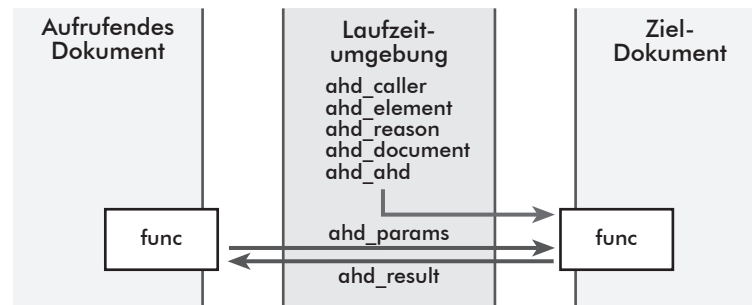 Aufrufendes
Dokument
Laufzeit-
umgebung
ahd_caller
ahd_element
ahd_reason
ahd_document
ahd_ahd
Ziel-
Dokument
func
ahd_params
ahd_result
func